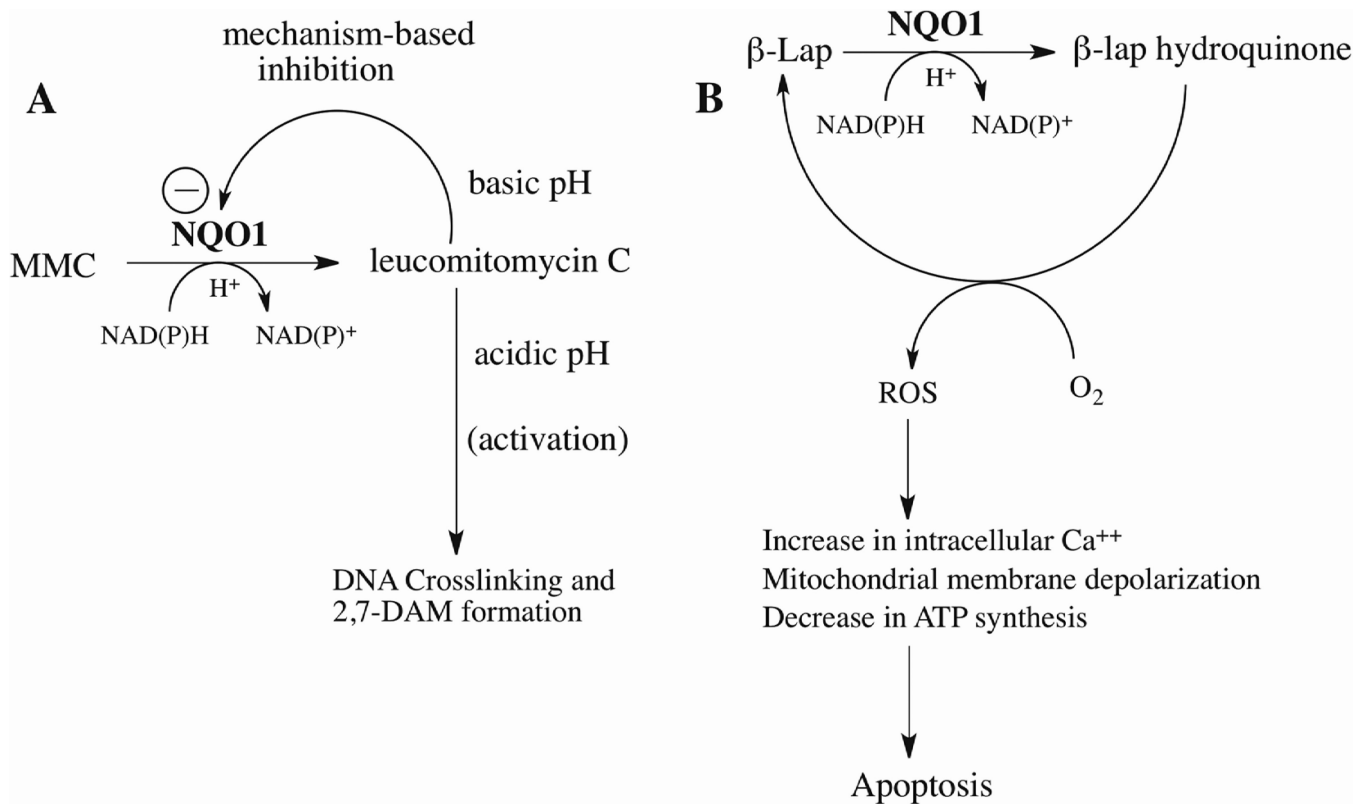 A
mechanism-based
inhibition
basic pH
−
NQO1
MMC
leucomitomycin C
H⁺
NAD(P)H
NAD(P)⁺
acidic pH
(activation)
DNA Crosslinking and
2,7-DAM formation
B
NQO1
β-Lap
β-lap hydroquinone
H⁺
NAD(P)H
NAD(P)⁺
ROS
O₂
Increase in intracellular Ca⁺⁺
Mitochondrial membrane depolarization
Decrease in ATP synthesis
Apoptosis